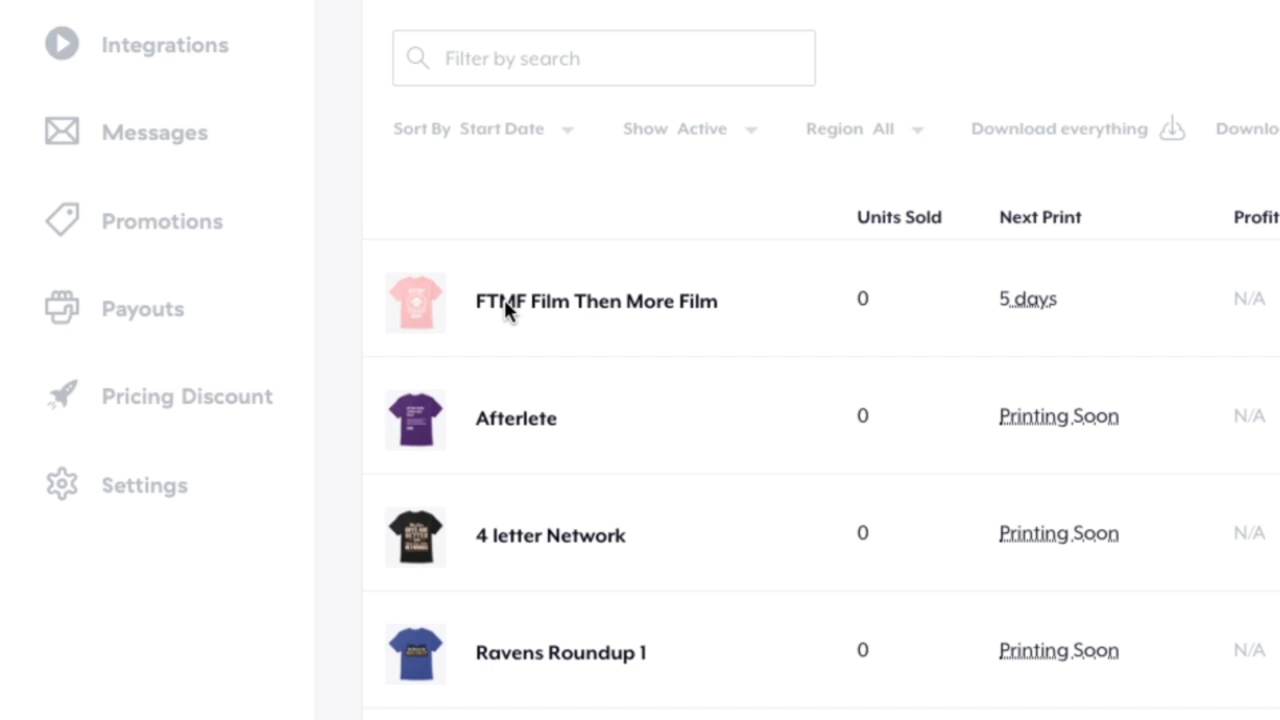 Integrations
Messages
Promotions
Payouts
Pricing Discount
Settings
Filter by search
Sort By Start Date Show Active Region All Download everything Downlo
Units Sold Next Print Profit
FTMF Film Then More Film 0 5 days N/A
Afterlete 0 Printing Soon N/A
4 letter Network 0 Printing Soon N/A
Ravens Roundup 1 0 Printing Soon N/A